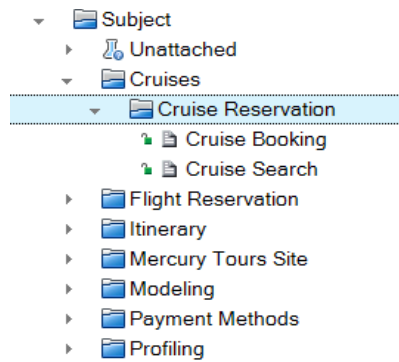 Subject
Unattached
Cruises
Cruise Reservation
Cruise Booking
Cruise Search
Flight Reservation
Itinerary
Mercury Tours Site
Modeling
Payment Methods
Profiling